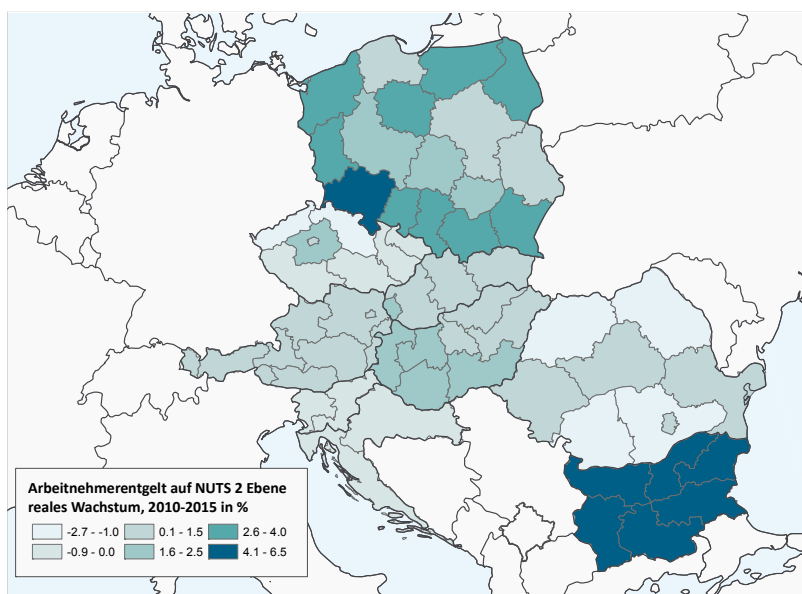 Arbeitnehmerentgelt auf NUTS 2 Ebene
reales Wachstum, 2010-2015 in %
-2.7 - -1.0
0.1 - 1.5
2.6 - 4.0
-0.9 - 0.0
1.6 - 2.5
4.1 - 6.5